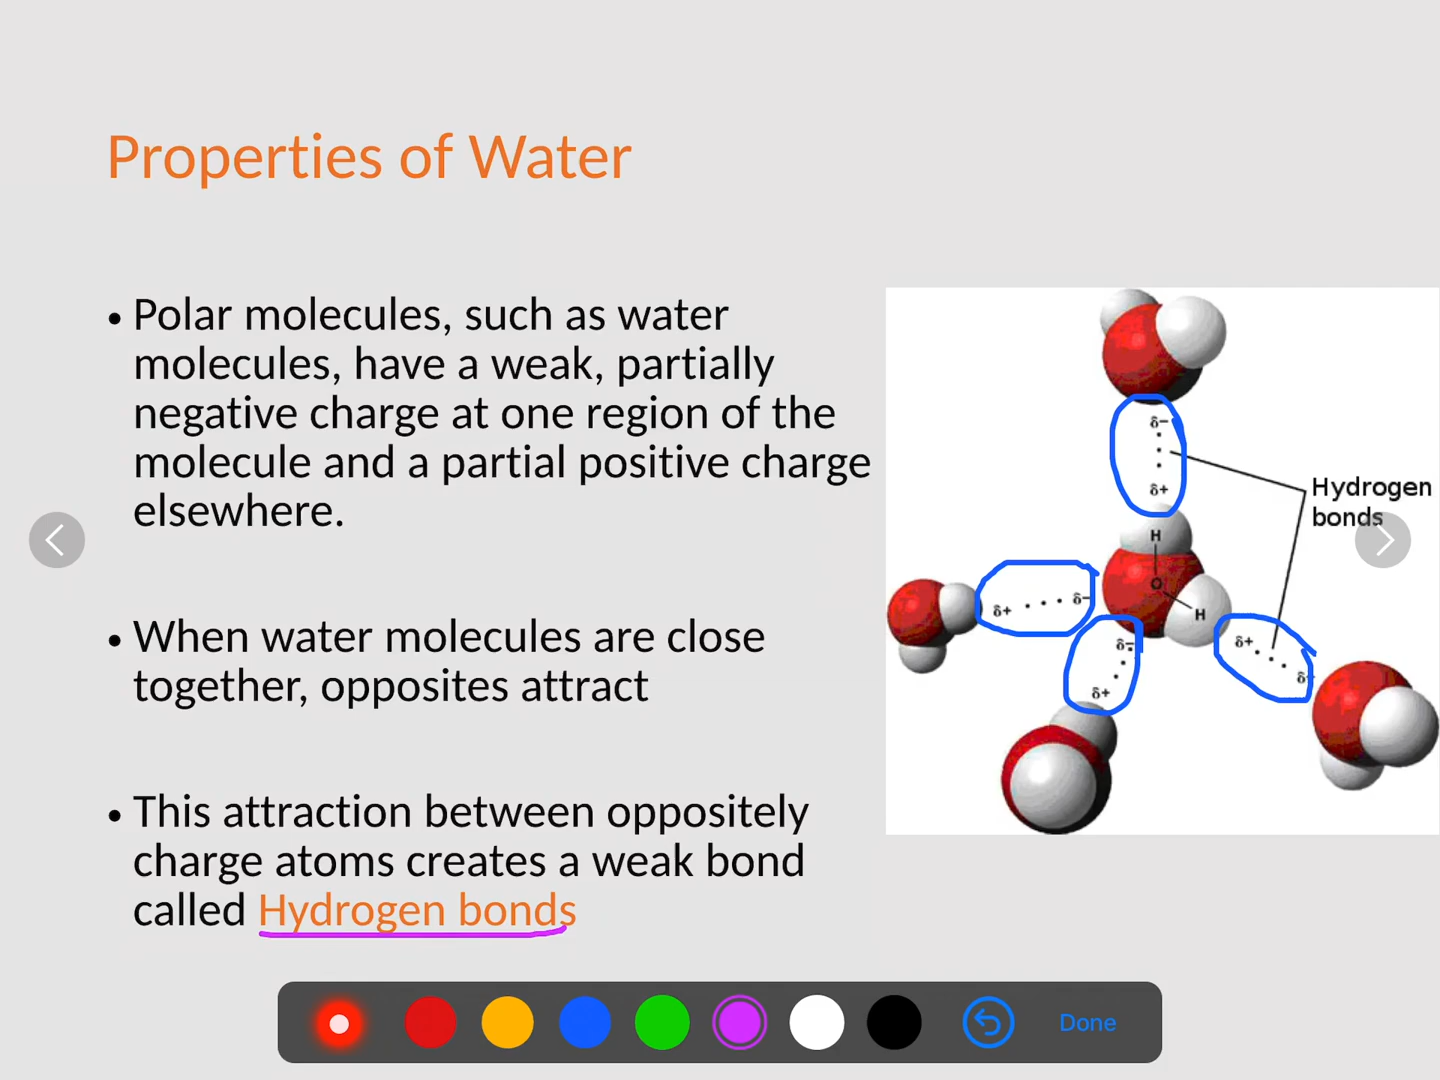 Properties of Water
• Polar molecules, such as water
molecules, have a weak, partially
negative charge at one region of the
molecule and a partial positive charge
elsewhere.
• When water molecules are close
together, opposites attract
• This attraction between oppositely
charge atoms creates a weak bond
called Hydrogen bonds
δ−
δ+
Hydrogen
bonds
H
O
H
δ+ δ−
δ−
δ+
δ+
δ-
Done